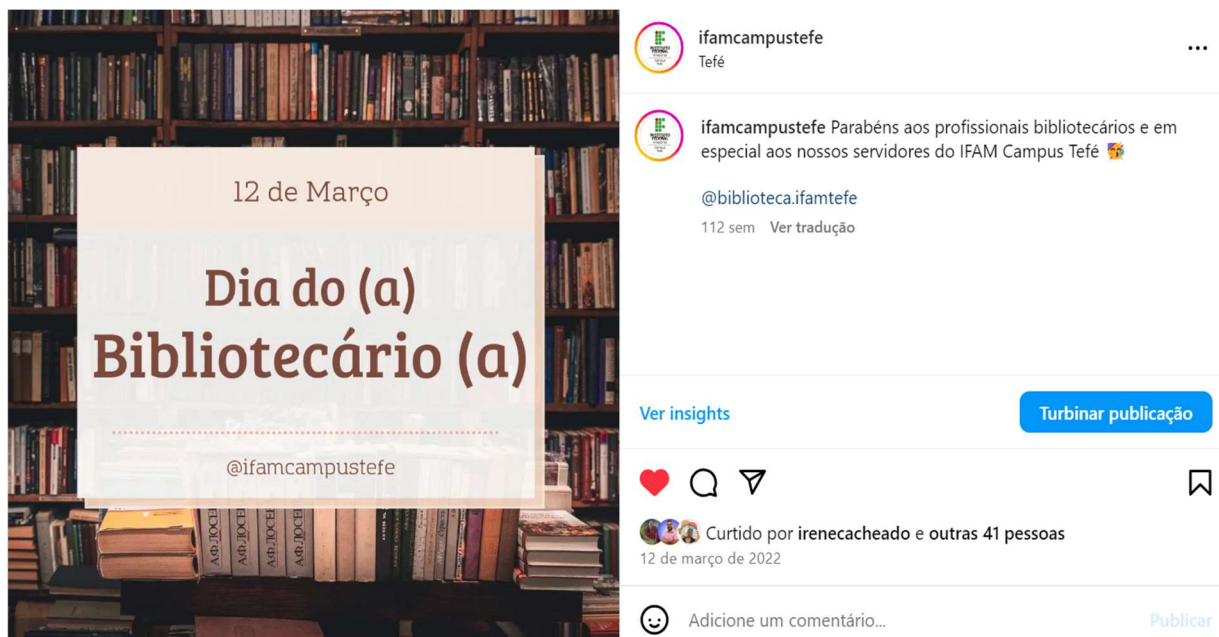 12 de Março
Dia do (a)
Bibliotecário (a)
@ifamcampustefe
ifamcampustefe
Tefé
ifamcampustefe Parabéns aos profissionais bibliotecários e em
especial aos nossos servidores do IFAM Campus Tefé 🥳
@biblioteca.ifamtefe
112 sem Ver tradução
Ver insights
Turbinar publicação
Curtido por irenecacheado e outras 41 pessoas
12 de março de 2022
Adicione um comentário...
Publicar